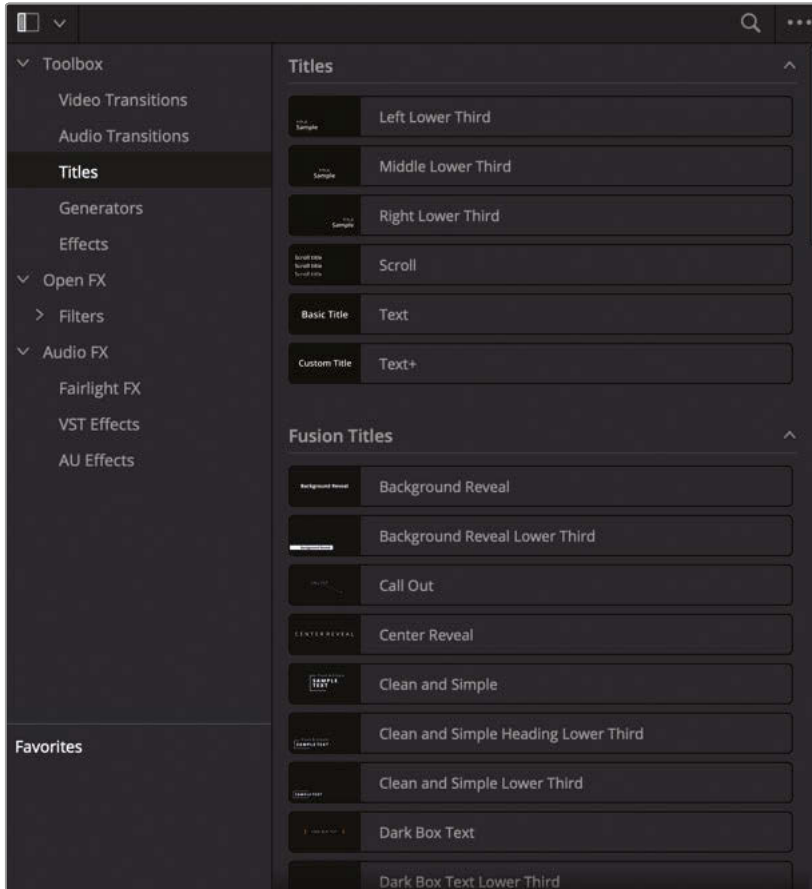 Toolbox
Video Transitions
Audio Transitions
Titles
Generators
Effects
Open FX
Filters
Audio FX
Fairlight FX
VST Effects
AU Effects
Favorites
Titles
Sample
Left Lower Third
Sample
Middle Lower Third
Sample
Right Lower Third
Scroll title
Scroll title
Scroll title
Scroll
Basic Title
Text
Custom Title
Text+
Fusion Titles
Background Reveal
Background Reveal
Background Reveal Lower Third
Call Out
CENTER REVEAL
Center Reveal
SAMPLE
TEXT
Clean and Simple
SAMPLE TEXT
Clean and Simple Heading Lower Third
SAMPLE TEXT
Clean and Simple Lower Third
Dark Box Text
Dark Box Text Lower Third